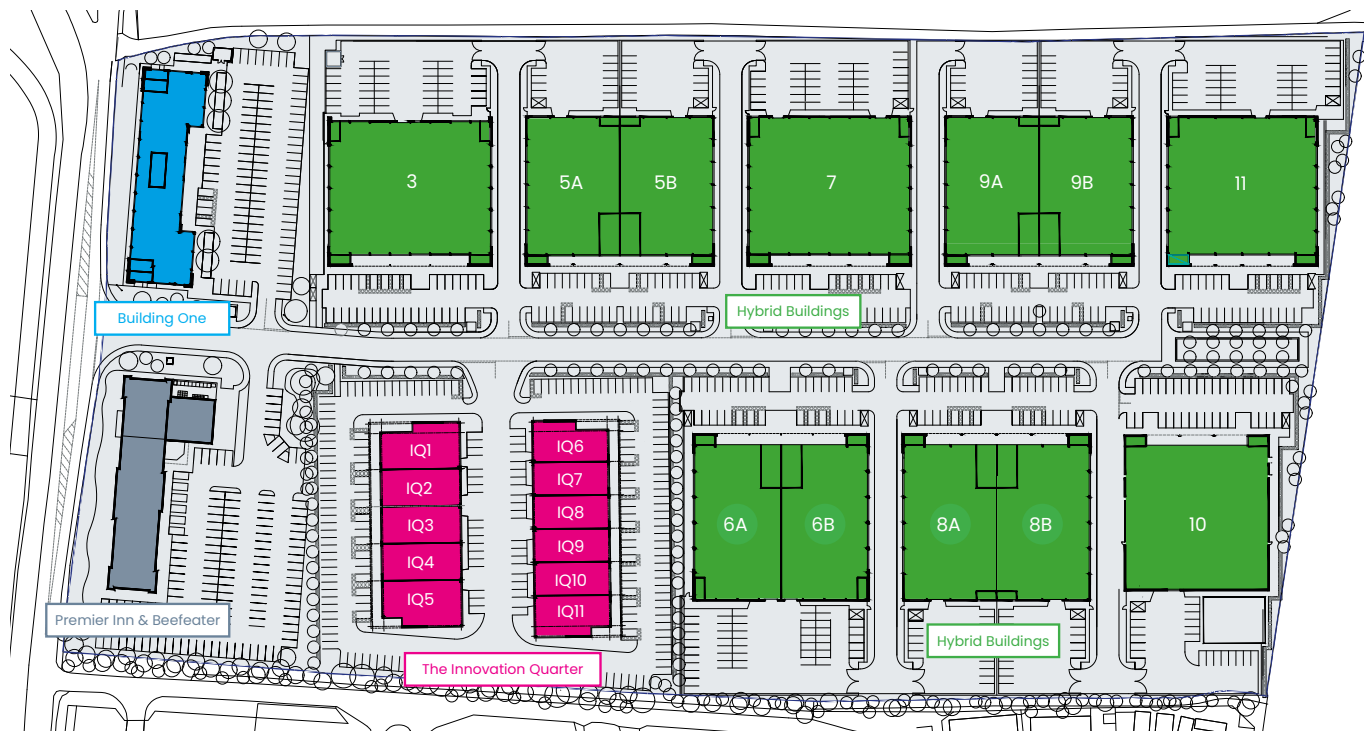 3
5A
5B
7
9A
9B
11
Building One
Hybrid Buildings
IQ1
IQ2
IQ3
IQ4
IQ5
IQ6
IQ7
IQ8
IQ9
IQ10
IQ11
6A
6B
8A
8B
10
Premier Inn & Beefeater
The Innovation Quarter
Hybrid Buildings